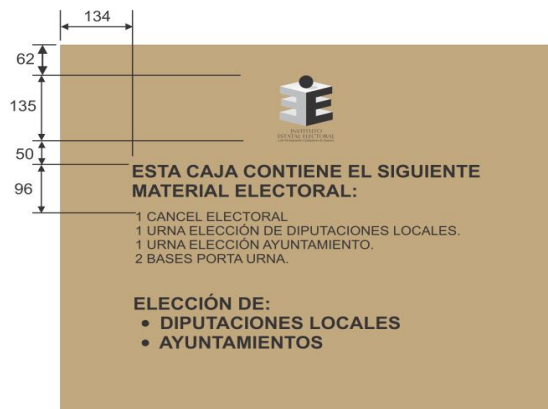 134
62
135
50
96
INSTITUTO
ESTATAL ELECTORAL
ESTA CAJA CONTIENE EL SIGUIENTE
MATERIAL ELECTORAL:
1 CANCEL ELECTORAL
1 URNA ELECCIÓN DE DIPUTACIONES LOCALES.
1 URNA ELECCIÓN AYUNTAMIENTO.
2 BASES PORTA URNA.
ELECCIÓN DE:
• DIPUTACIONES LOCALES
• AYUNTAMIENTOS